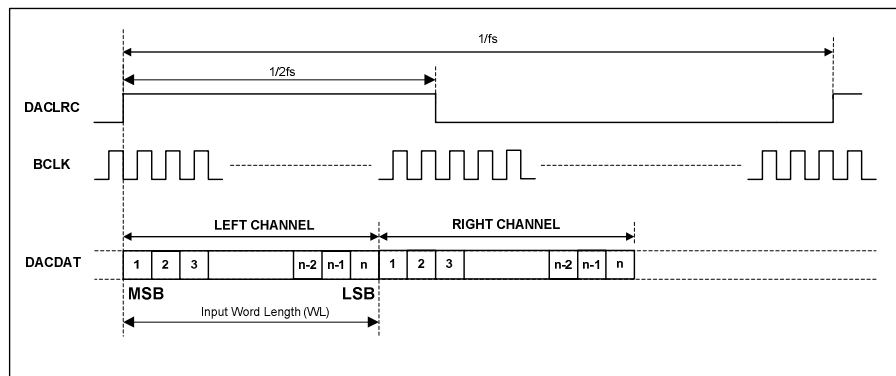 1/fs
1/2fs
DACLRC
BCLK
LEFT CHANNEL RIGHT CHANNEL
DACDAT 1 2 3 n-2 n-1 n 1 2 3 n-2 n-1 n
MSB LSB
Input Word Length (WL)